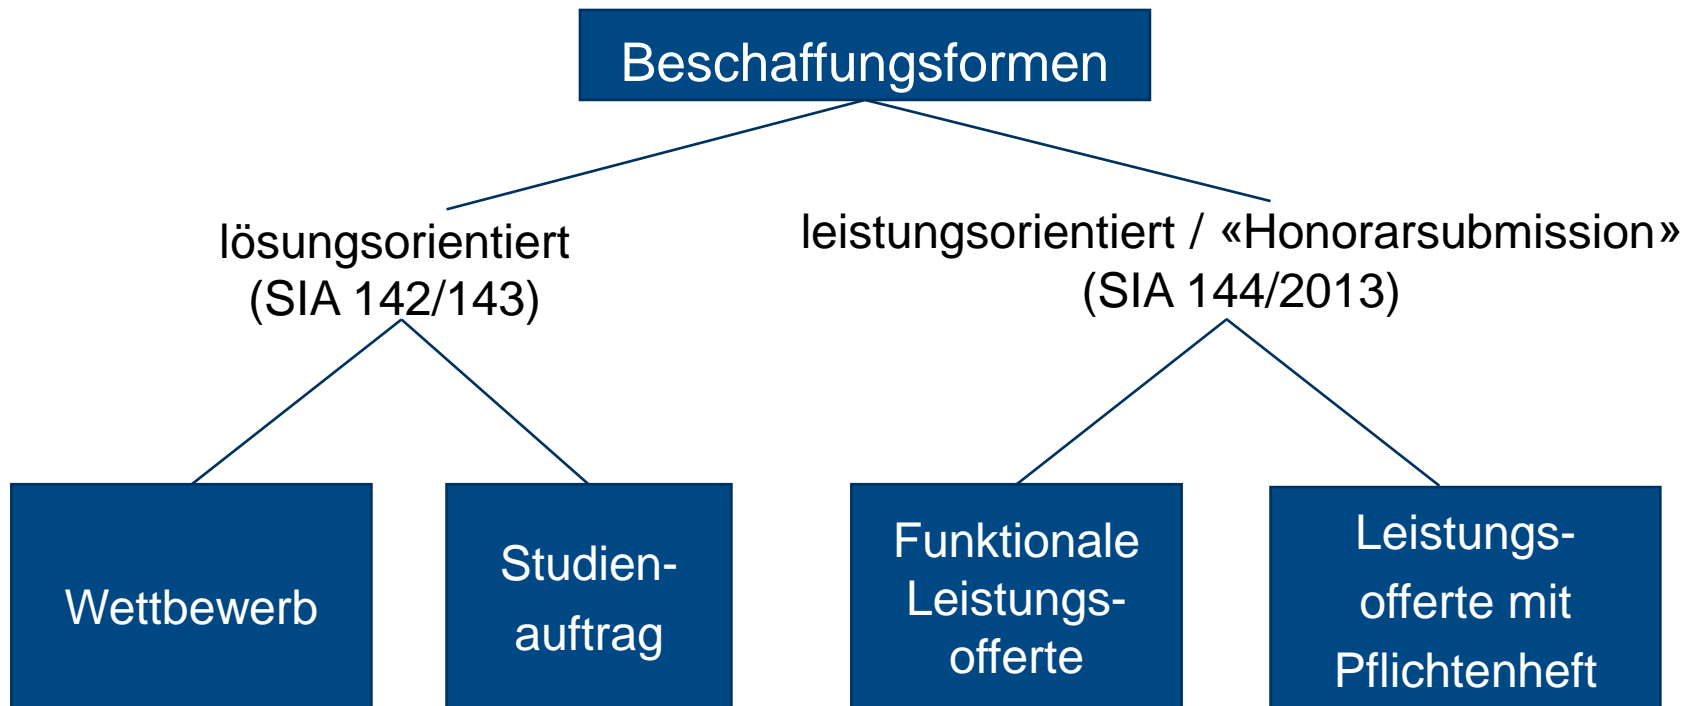 Beschaffungsformen
lösungsorientiert
(SIA 142/143)
leistungsorientiert / «Honorarsubmission»
(SIA 144/2013)
Wettbewerb
Studien-
auftrag
Funktionale
Leistungs-
offerte
Leistungs-
offerte mit
Pflichtenheft